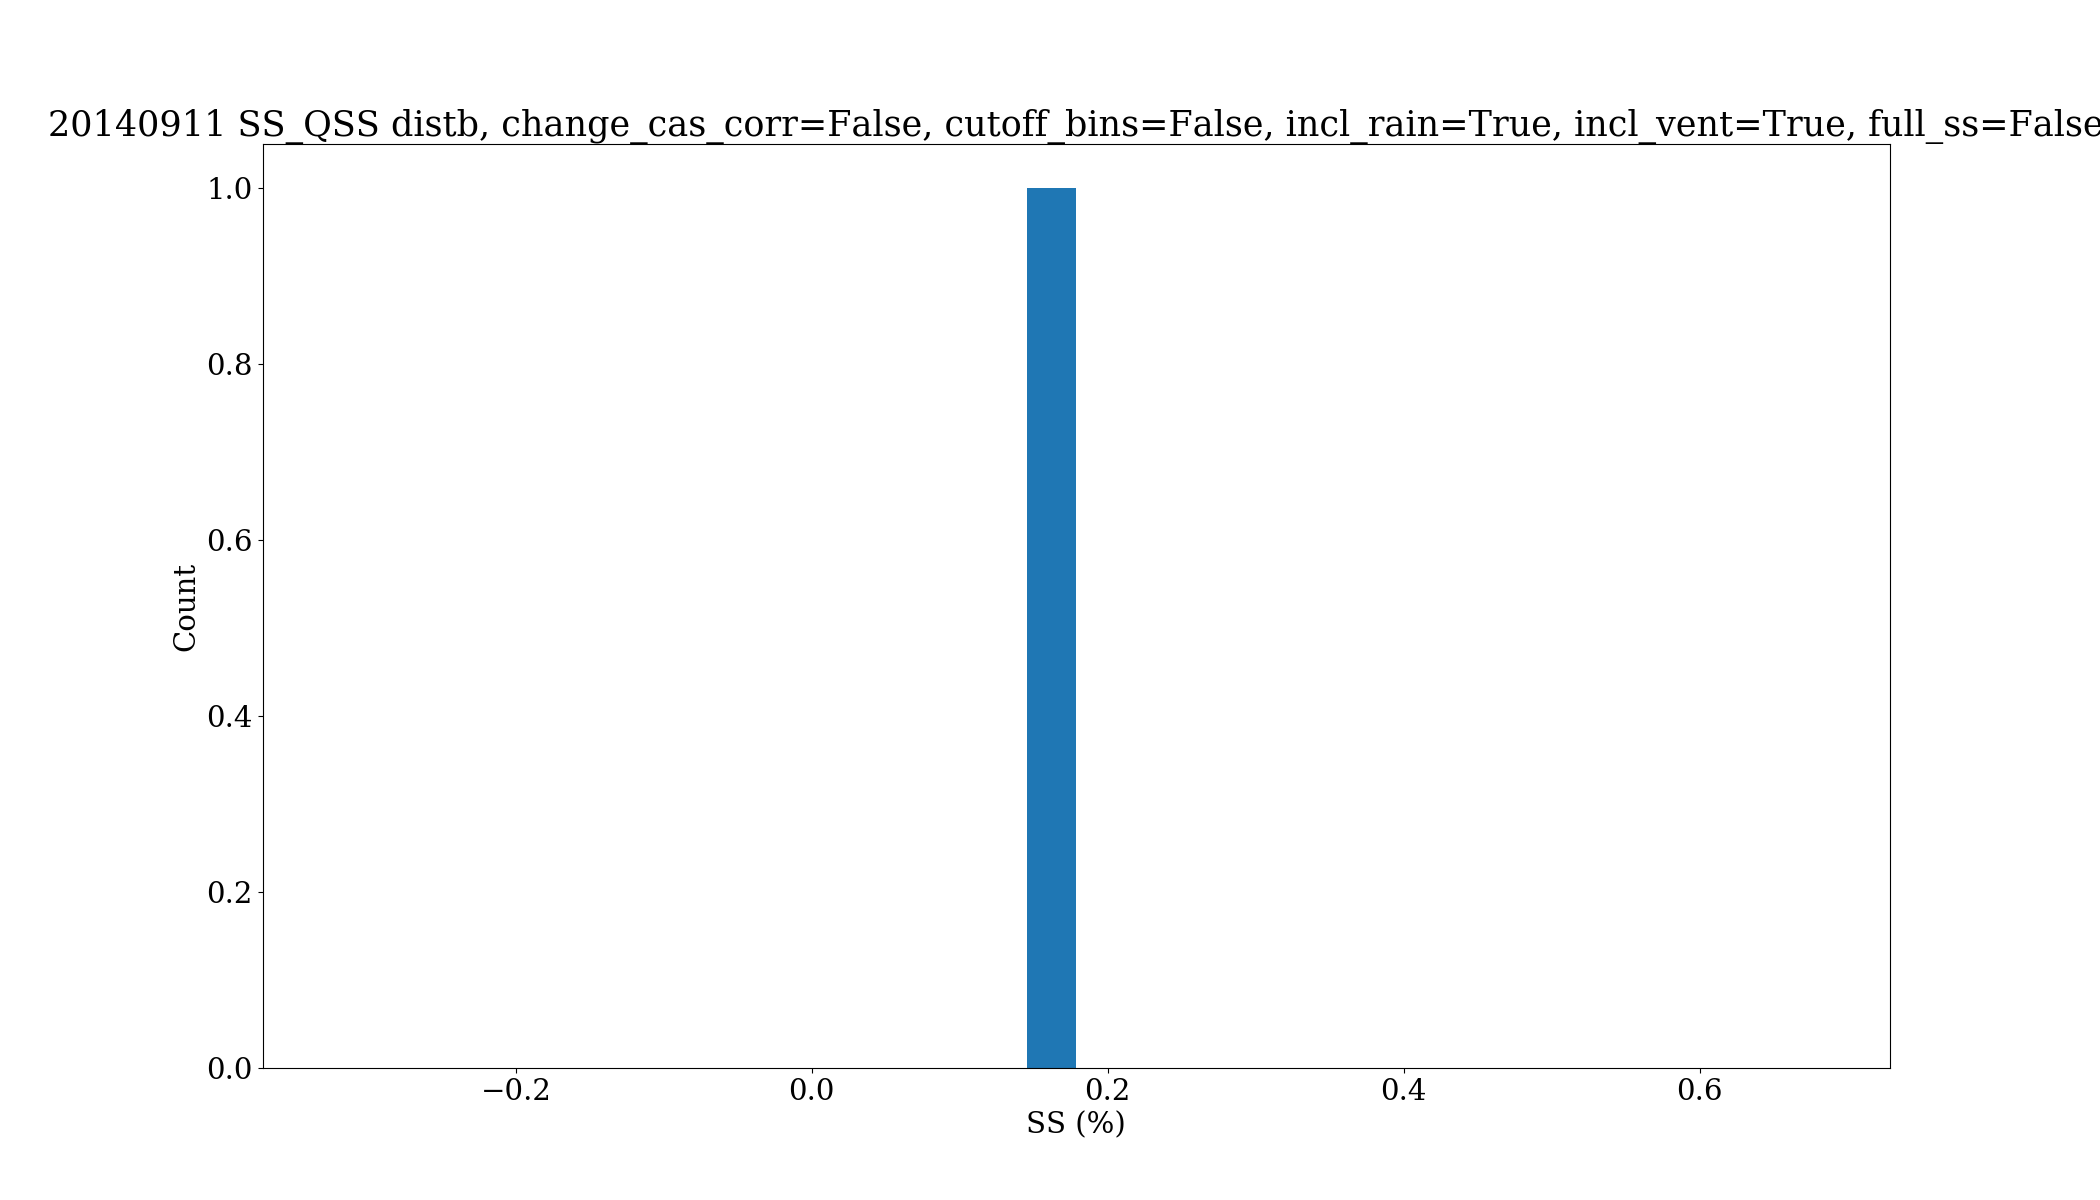 20140911 SS_QSS distb, change_cas_corr=False, cutoff_bins=False, incl_rain=True, incl_vent=True, full_ss=False
1.0
0.8
0.6
0.4
0.2
0.0
Count
−0.2 0.0 0.2 0.4 0.6
SS (%)